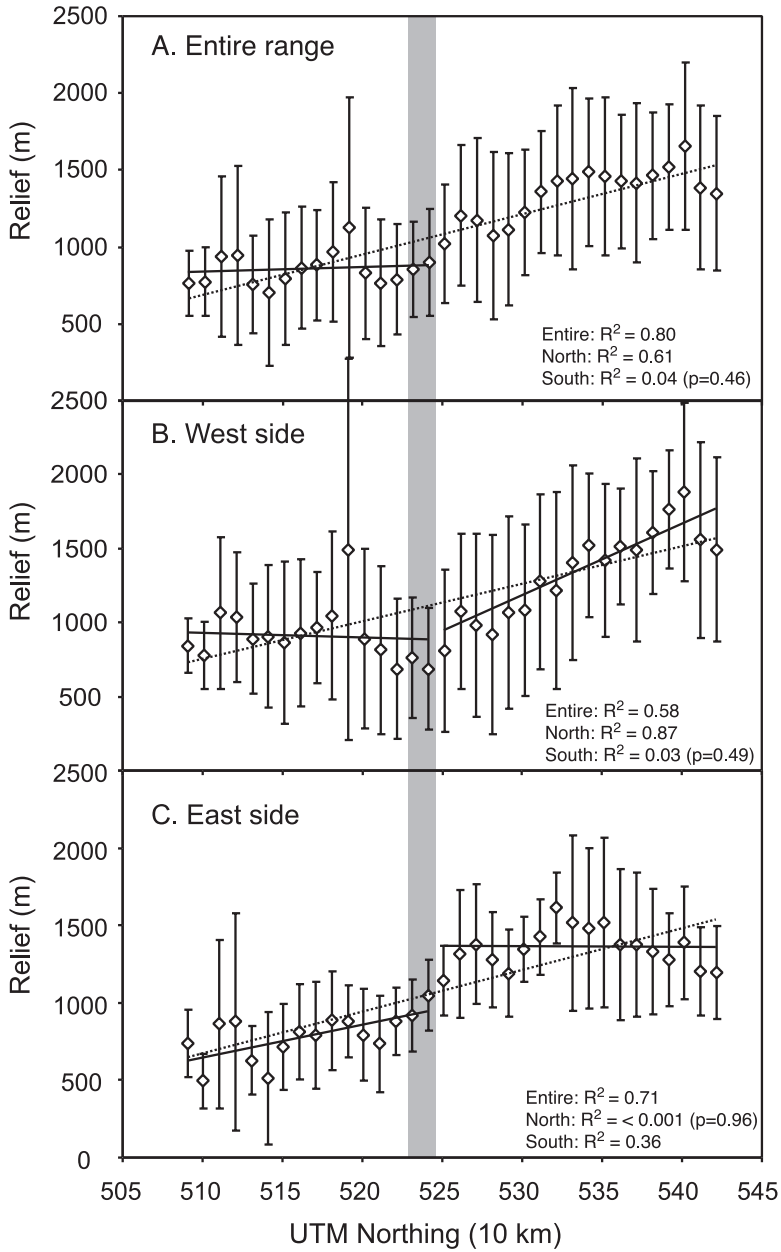 2500
A. Entire range
2000
1500
Relief (m)
1000
500
Entire: R² = 0.80
North: R² = 0.61
South: R² = 0.04 (p=0.46)
2500
B. West side
2000
1500
Relief (m)
1000
500
Entire: R² = 0.58
North: R² = 0.87
South: R² = 0.03 (p=0.49)
2500
C. East side
2000
1500
Relief (m)
1000
500
Entire: R² = 0.71
North: R² = < 0.001 (p=0.96)
South: R² = 0.36
0
505 510 515 520 525 530 535 540 545
UTM Northing (10 km)